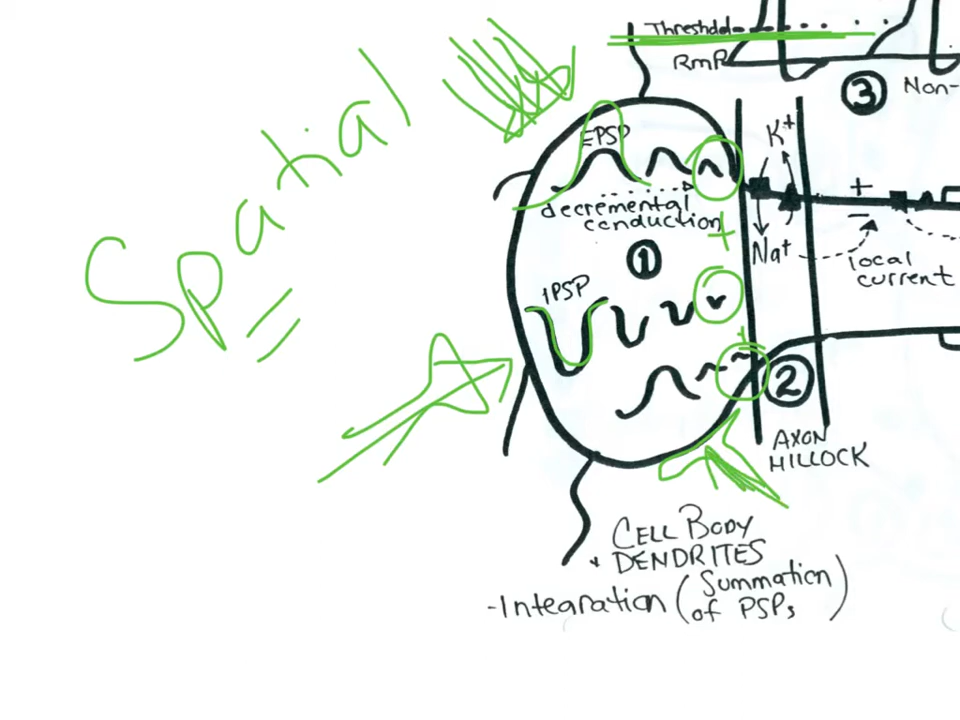 Threshold
RmP
3
Non-
Spatial
EPSP
K+
decremental
conduction
+
+
-
1
Na+
local
current
IPSP
+
2
AXON
HILLOCK
CELL BODY
+ DENDRITES
-Integration (Summation
of PSPs)